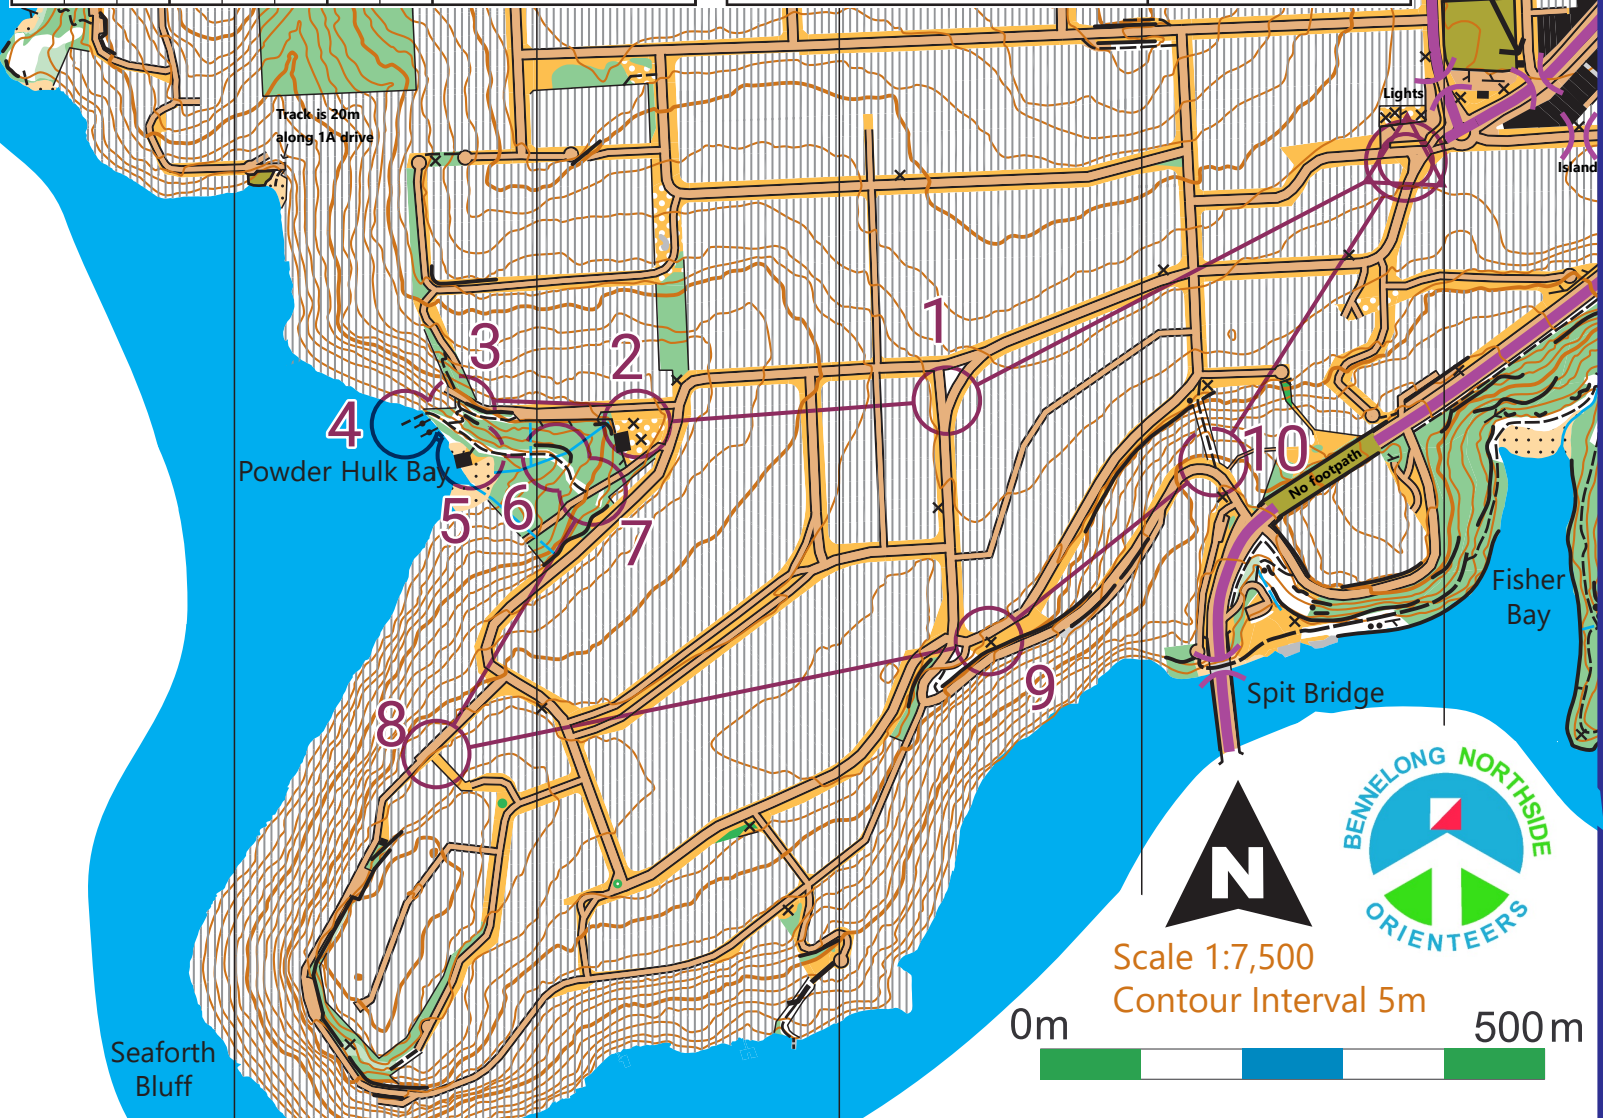 Lights
Track is 20m
along 1A drive
Island
1
3
2
4
10
Powder Hulk Bay
No footpath
5
6
7
Fisher
Bay
9
Spit Bridge
8
BENNELONG NORTHSIDE
ORIENTEERS
N
Scale 1:7,500
Contour Interval 5m
0m
500m
Seaforth
Bluff